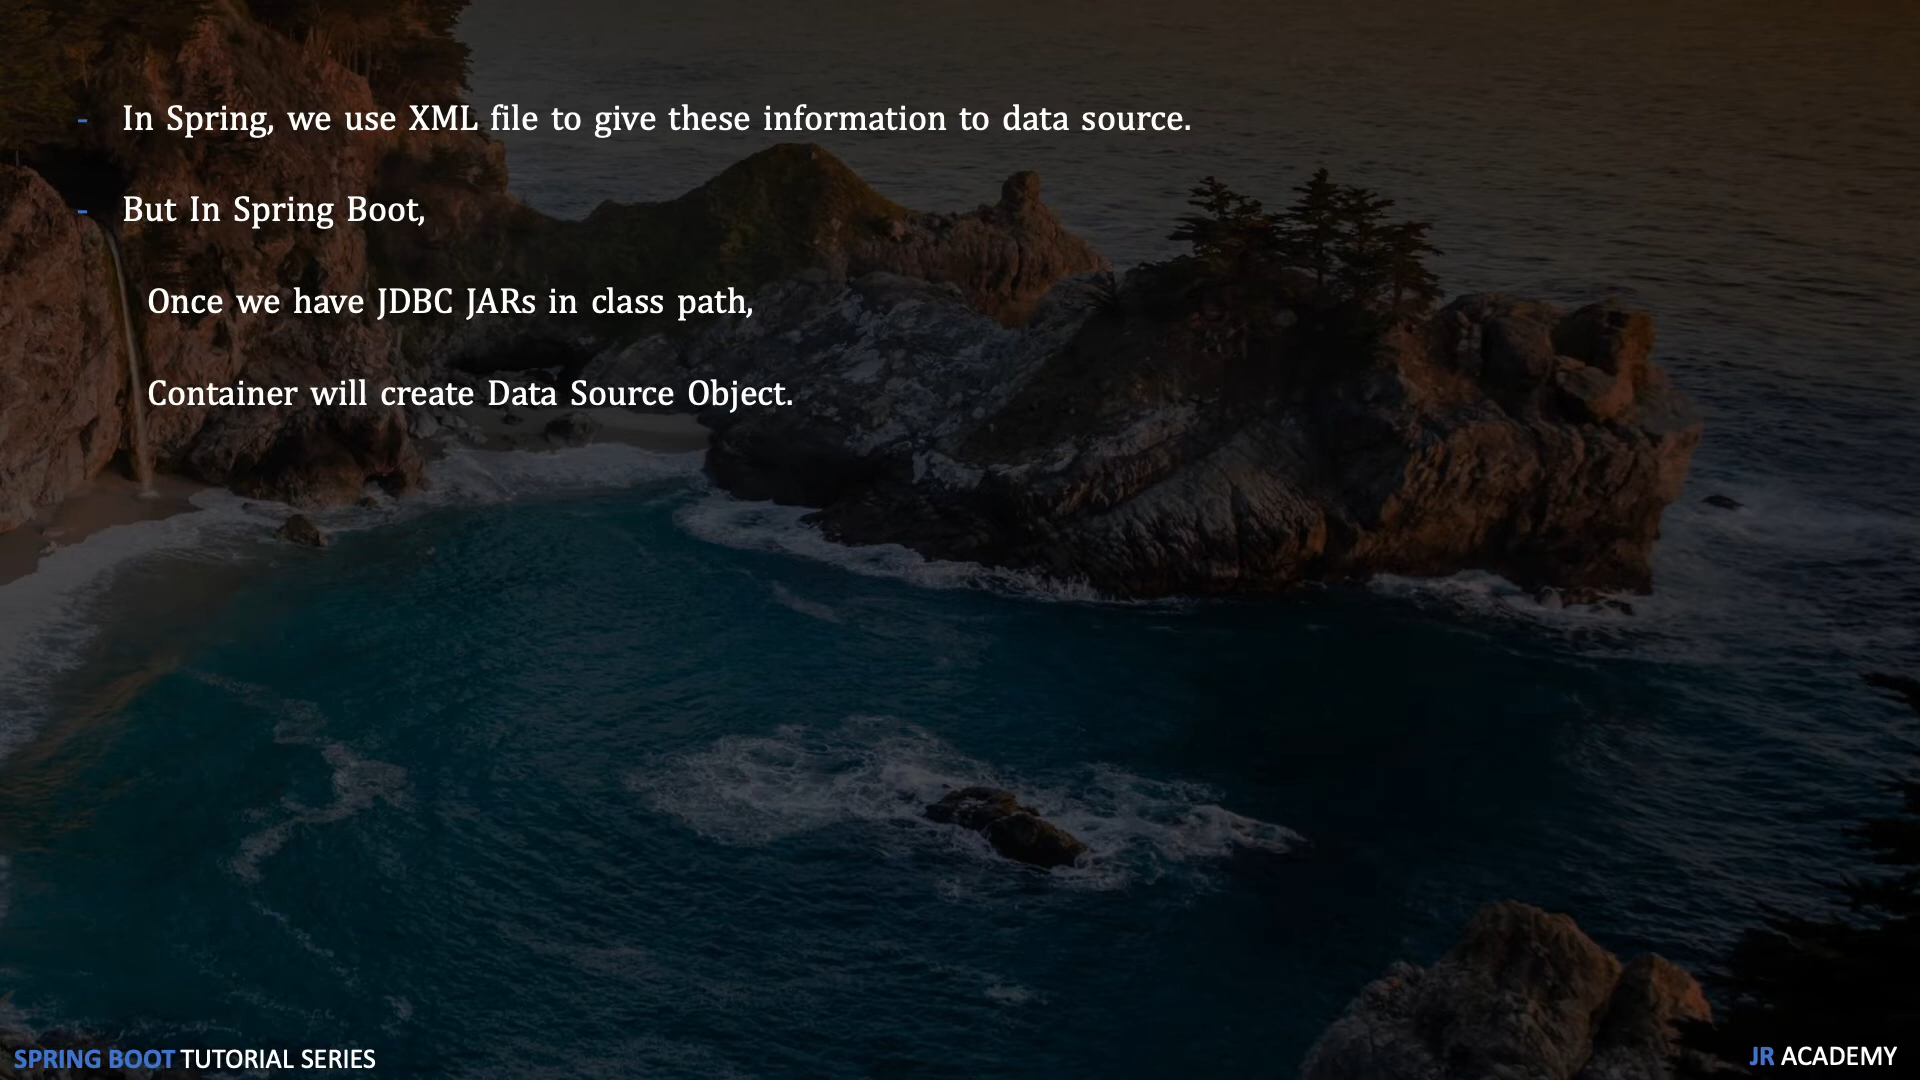 - In Spring, we use XML file to give these information to data source.
- But In Spring Boot,
Once we have JDBC JARs in class path,
Container will create Data Source Object.
SPRING BOOT TUTORIAL SERIES
JR ACADEMY